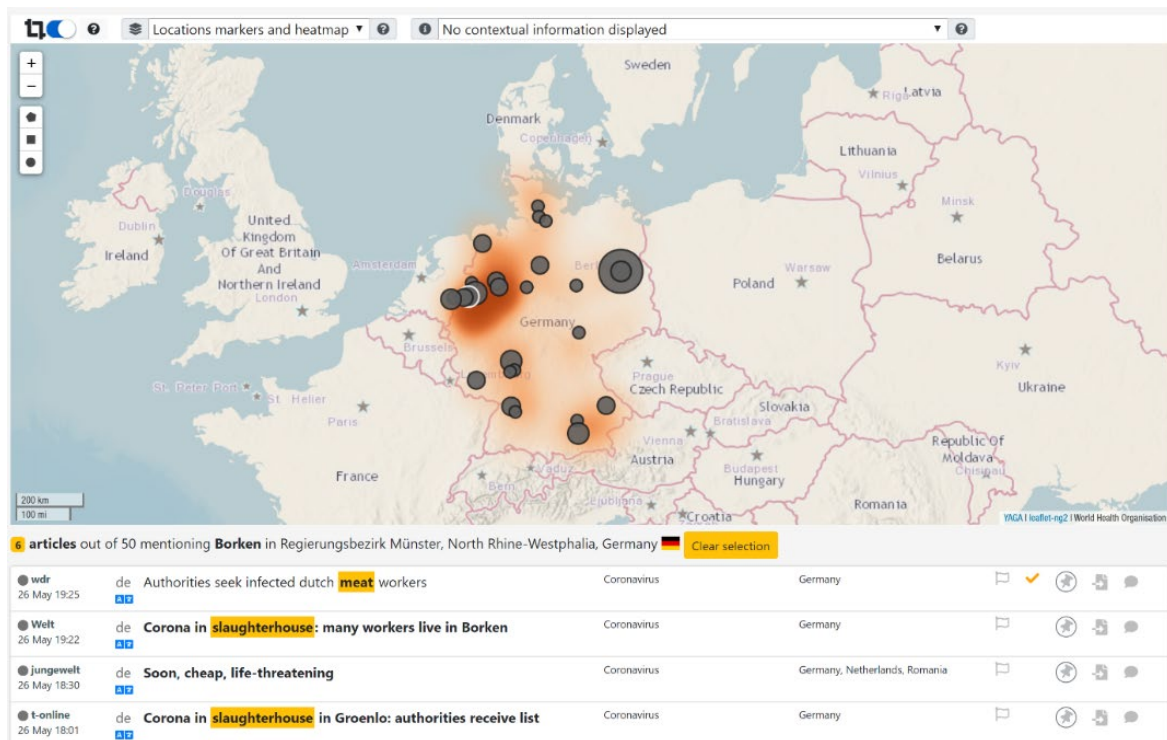 Locations markers and heatmap
No contextual information displayed
+
−
Sweden
Riga
Latvia
Denmark
Copenhagen
Lithuania
Vilnius
Douglas
Minsk
United
Kingdom
Of Great Britain
And
Northern Ireland
Dublin
Ireland
Belarus
Amsterdam
Poland
Warsaw
London
Germany
Brussels
Kyiv
Prague
Czech Republic
Ukraine
St. Peter Port
St. Helier
Slovakia
Paris
Bratislava
Vienna
Republic Of
Moldova
Chisinau
Austria
Budapest
Hungary
Vaduz
France
Bern
Ljubljana
Romania
Croatia
200 km
100 mi
YAGA | leaflet-ng2 | World Health Organisation
6 articles out of 50 mentioning Borken in Regierungsbezirk Münster, North Rhine-Westphalia, Germany Clear selection
wdr de Authorities seek infected dutch meat workers Coronavirus Germany
26 May 19:25
Welt de Corona in slaughterhouse: many workers live in Borken Coronavirus Germany
26 May 19:22
jungewelt de Soon, cheap, life-threatening Coronavirus Germany, Netherlands, Romania
26 May 18:30
t-online de Corona in slaughterhouse in Groenlo: authorities receive list Coronavirus Germany
26 May 18:01